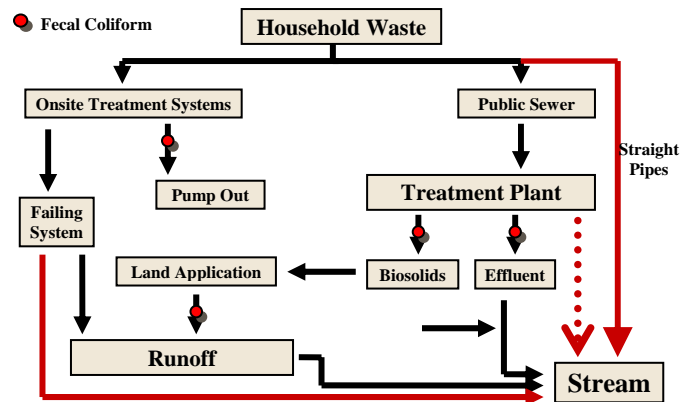 Fecal Coliform
Household Waste
Onsite Treatment Systems
Public Sewer
Straight
Pipes
Pump Out
Treatment Plant
Failing
System
Land Application
Biosolids
Effluent
Runoff
Stream